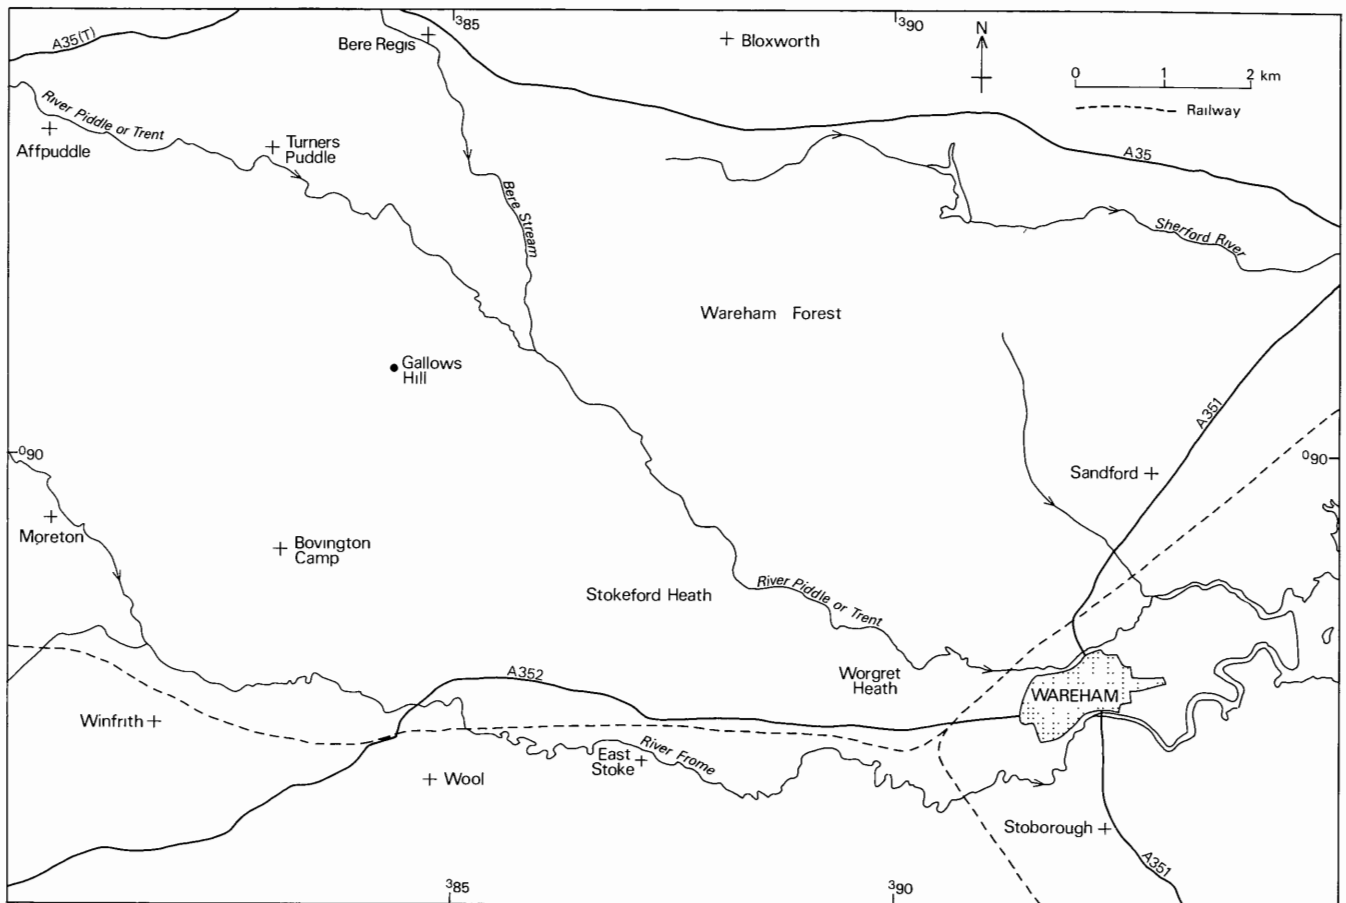 ³85
³90
N
A35(T)
Bere Regis
Bloxworth
0 1 2 km
Railway
River Piddle or Trent
Affpuddle
Turners
Puddle
A35
Bere Stream
Sherford River
Wareham Forest
Gallows
Hill
A351
⁰90
⁰90
Sandford
Moreton
Bovington
Camp
Stokeford Heath
River Piddle or Trent
Worgret
Heath
A352
WAREHAM
Winfrith
East
Stoke
River Frome
Wool
Stoborough
A351
³85
³90